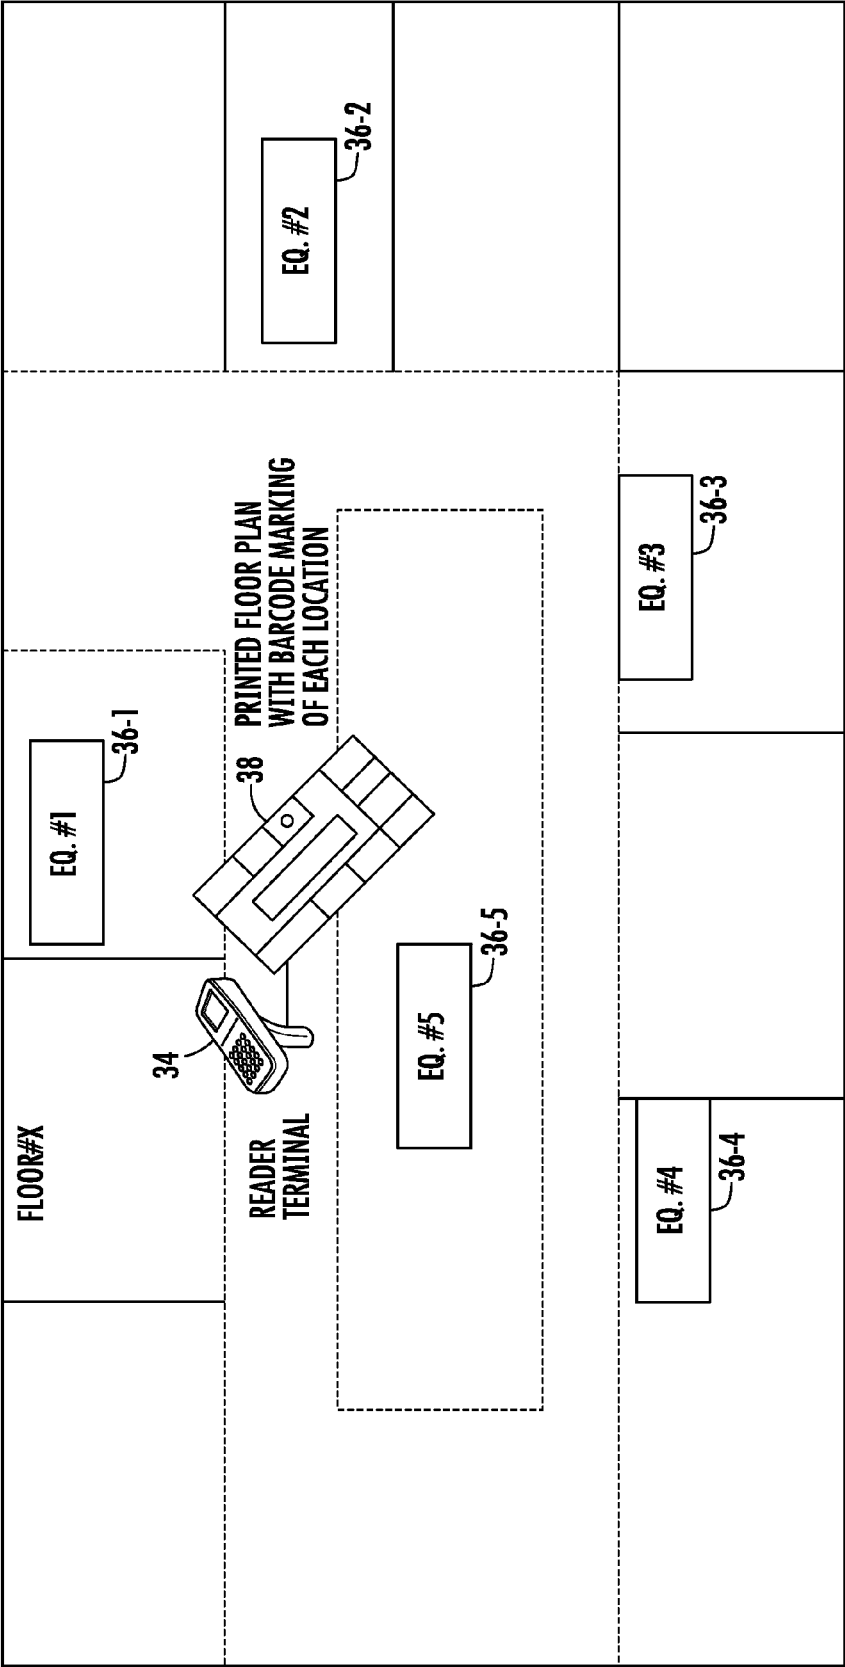 FLOOR#X
EQ. #1
36-1
EQ. #2
36-2
34
READER
TERMINAL
38
PRINTED FLOOR PLAN
WITH BARCODE MARKING
OF EACH LOCATION
EQ. #5
36-5
EQ. #4
36-4
EQ. #3
36-3